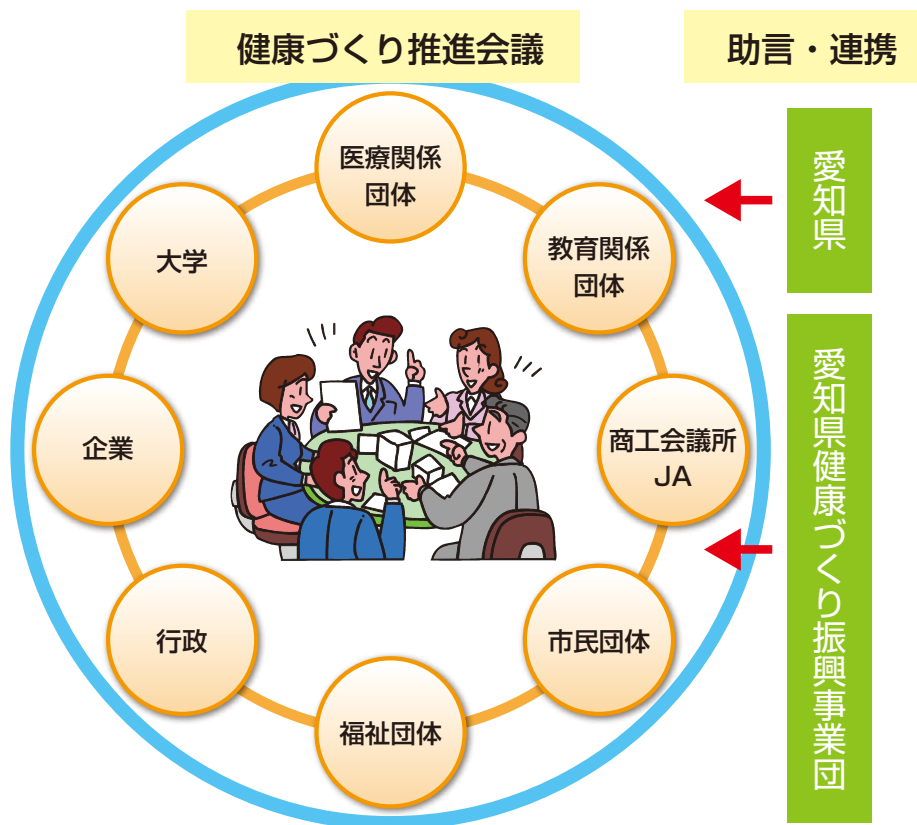 健康づくり推進会議
助言・連携
医療関係
団体
教育関係
団体
商工会議所
JA
市民団体
福祉団体
行政
企業
大学
愛知県
愛知県健康づくり振興事業団